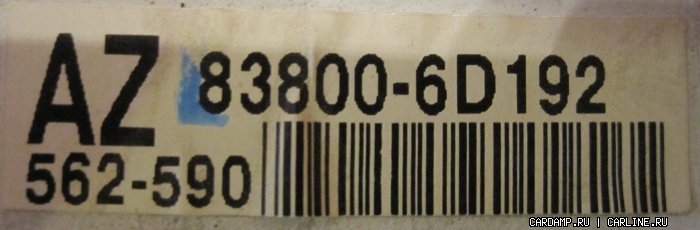 AZ 83800-6D192
562-590
CARDAMP.RU | CARLINE.RU